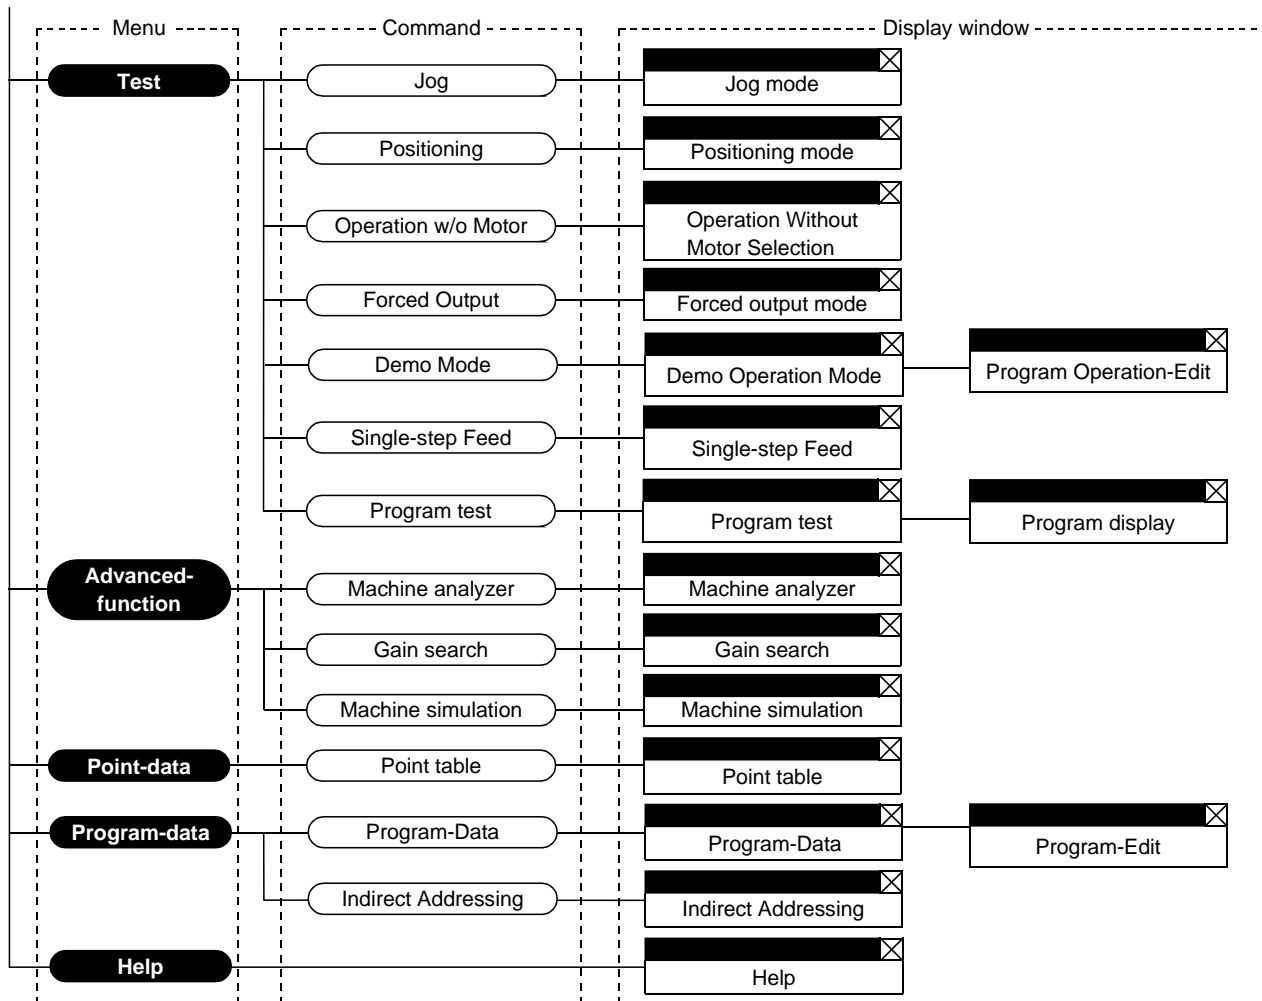 Menu
Command
Display window
Test
Jog
Jog mode
Positioning
Positioning mode
Operation w/o Motor
Operation Without
Motor Selection
Forced Output
Forced output mode
Demo Mode
Demo Operation Mode
Program Operation-Edit
Single-step Feed
Single-step Feed
Program test
Program test
Program display
Advanced-
function
Machine analyzer
Machine analyzer
Gain search
Gain search
Machine simulation
Machine simulation
Point-data
Point table
Point table
Program-data
Program-Data
Program-Data
Program-Edit
Indirect Addressing
Indirect Addressing
Help
Help